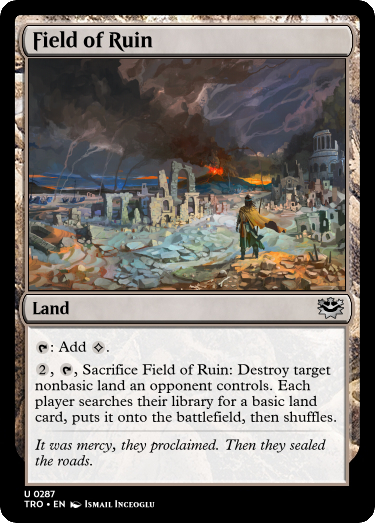 Field of Ruin
Land
: Add .
2, , Sacrifice Field of Ruin: Destroy target
nonbasic land an opponent controls. Each
player searches their library for a basic land
card, puts it onto the battlefield, then shuffles.
It was mercy, they proclaimed. Then they sealed
the roads.
U 0287
TRO • EN Ismail Inceoglu